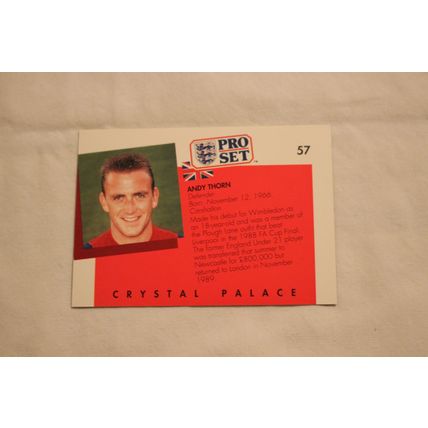 PRO
SET™
57
ANDY THORN
Defender
Born: November 12, 1966
Carshalton
Made his debut for Wimbledon as
an 18-year-old and was a member of
the Plough Lane outfit that beat
Liverpool in the 1988 FA Cup Final.
The former England Under 21 player
was transferred that summer to
Newcastle for £800,000 but
returned to London in November
1989.
CRYSTAL PALACE